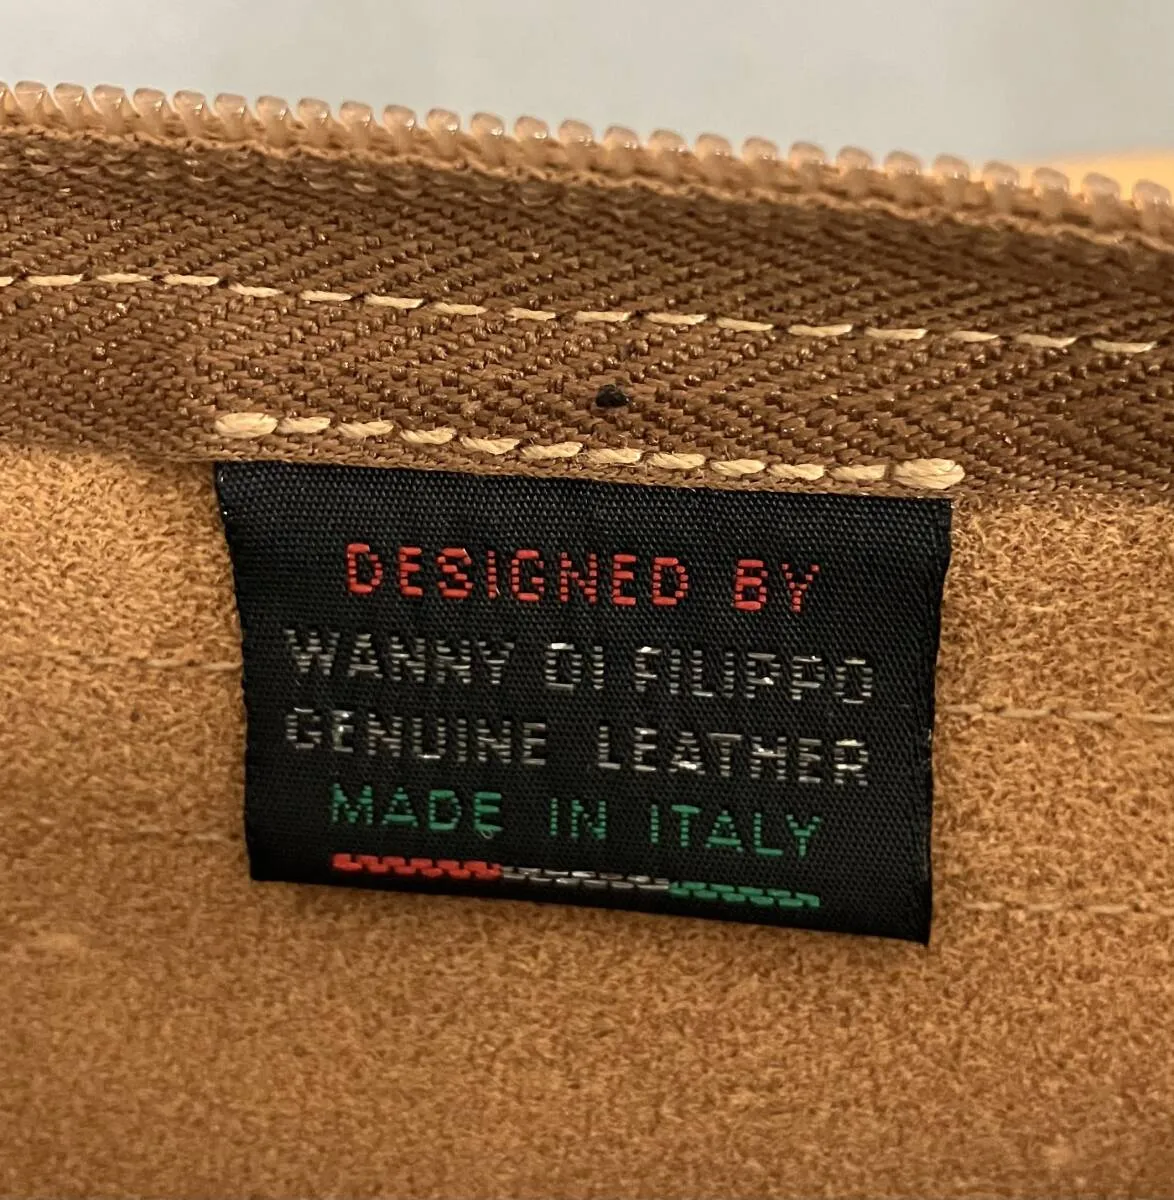 DESIGNED BY
WANNY DI FILIPPO
GENUINE LEATHER
MADE IN ITALY